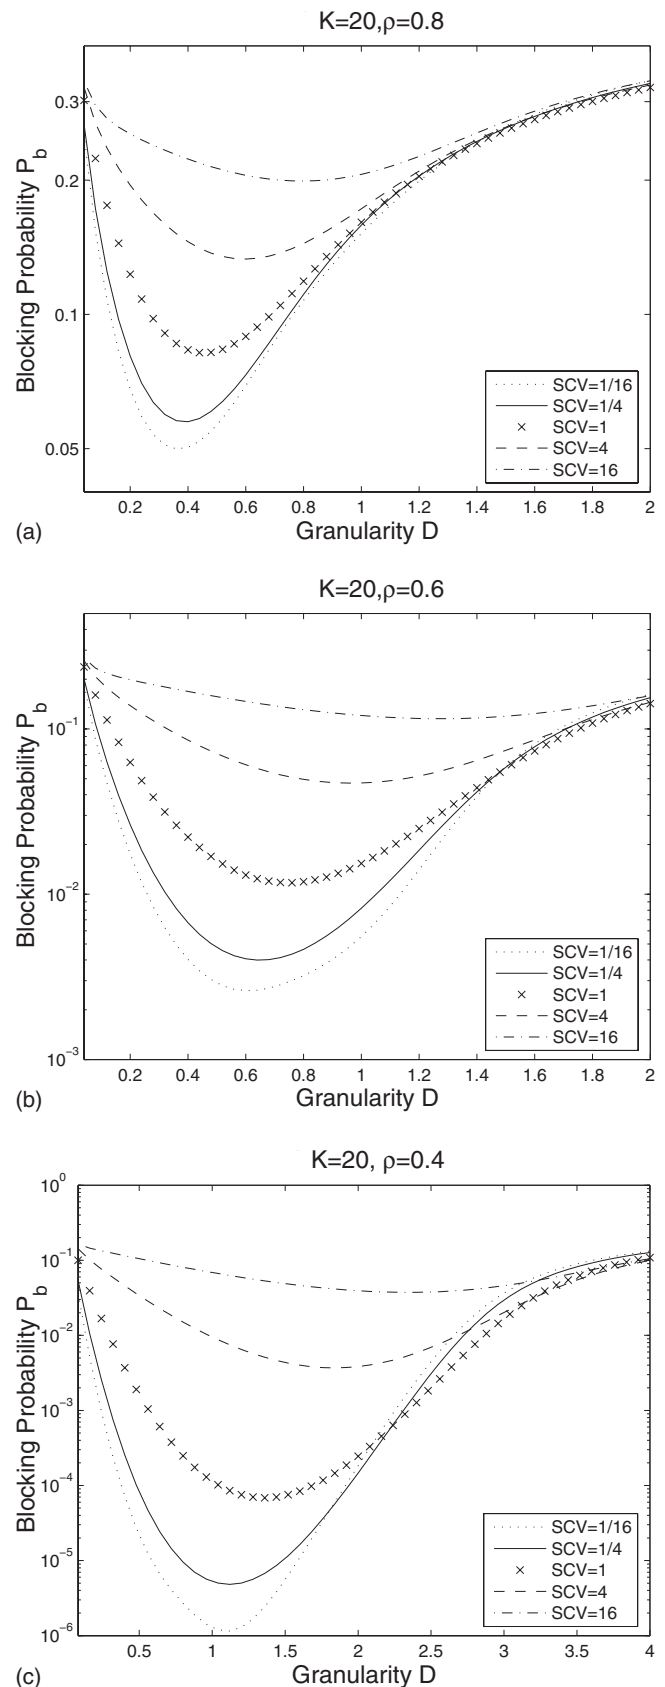 K=20,ρ=0.8
Blocking Probability P_b
0.3
0.2
0.1
0.05
0.2 0.4 0.6 0.8 1 1.2 1.4 1.6 1.8 2
Granularity D
SCV=1/16
SCV=1/4
SCV=1
SCV=4
SCV=16
(a)
K=20,ρ=0.6
Blocking Probability P_b
10^-1
10^-2
10^-3
0.2 0.4 0.6 0.8 1 1.2 1.4 1.6 1.8 2
Granularity D
SCV=1/16
SCV=1/4
SCV=1
SCV=4
SCV=16
(b)
K=20, ρ=0.4
Blocking Probability P_b
10^0
10^-1
10^-2
10^-3
10^-4
10^-5
10^-6
0.5 1 1.5 2 2.5 3 3.5 4
Granularity D
SCV=1/16
SCV=1/4
SCV=1
SCV=4
SCV=16
(c)